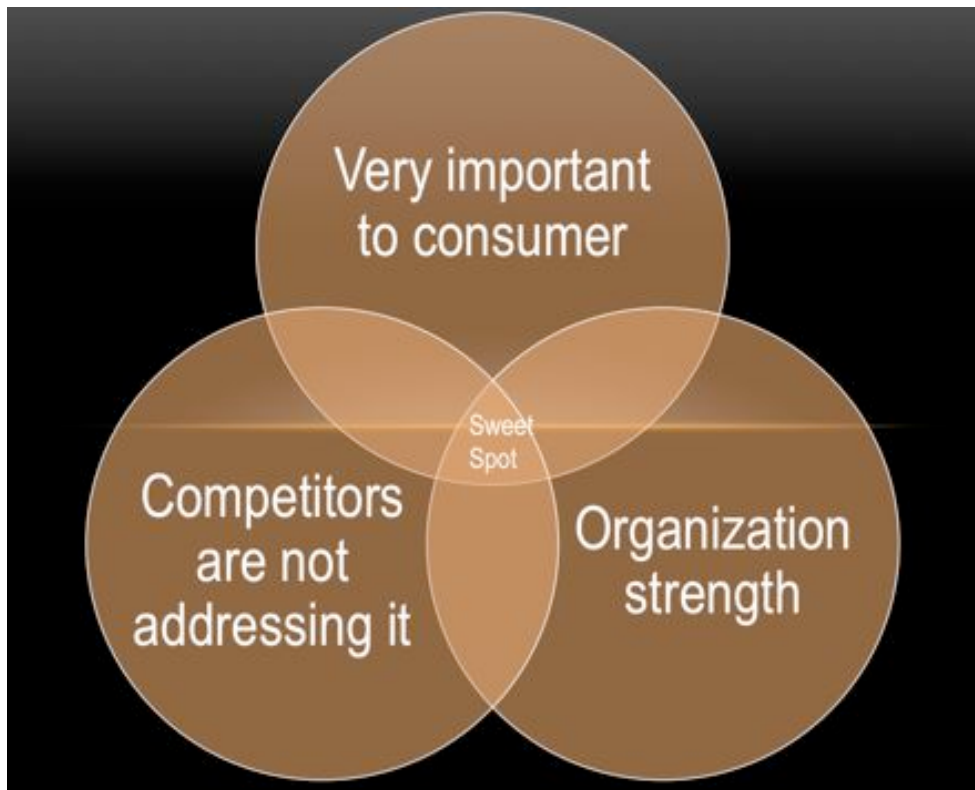 Very important
to consumer
Sweet
Spot
Competitors
are not
addressing it
Organization
strength